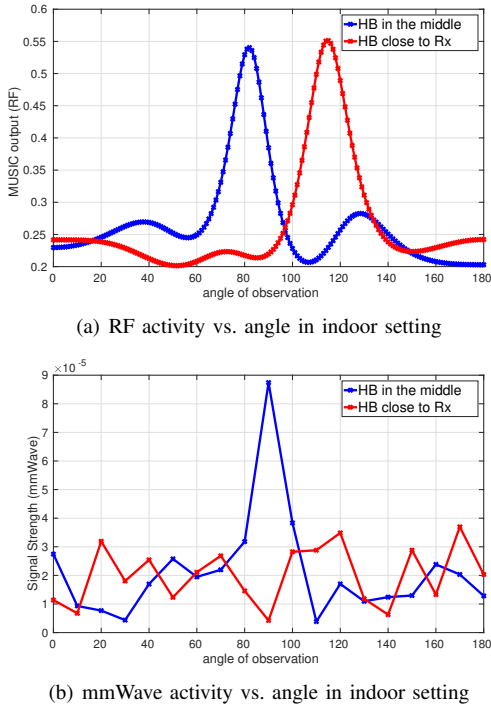 0.6
0.55
0.5
0.45
0.4
0.35
0.3
0.25
0.2
MUSIC output (RF)
HB in the middle
HB close to Rx
0 20 40 60 80 100 120 140 160 180
angle of observation
(a) RF activity vs. angle in indoor setting
×10 -5
9
8
7
6
5
4
3
2
1
0
Signal Strength (mmWave)
HB in the middle
HB close to Rx
0 20 40 60 80 100 120 140 160 180
angle of observation
(b) mmWave activity vs. angle in indoor setting